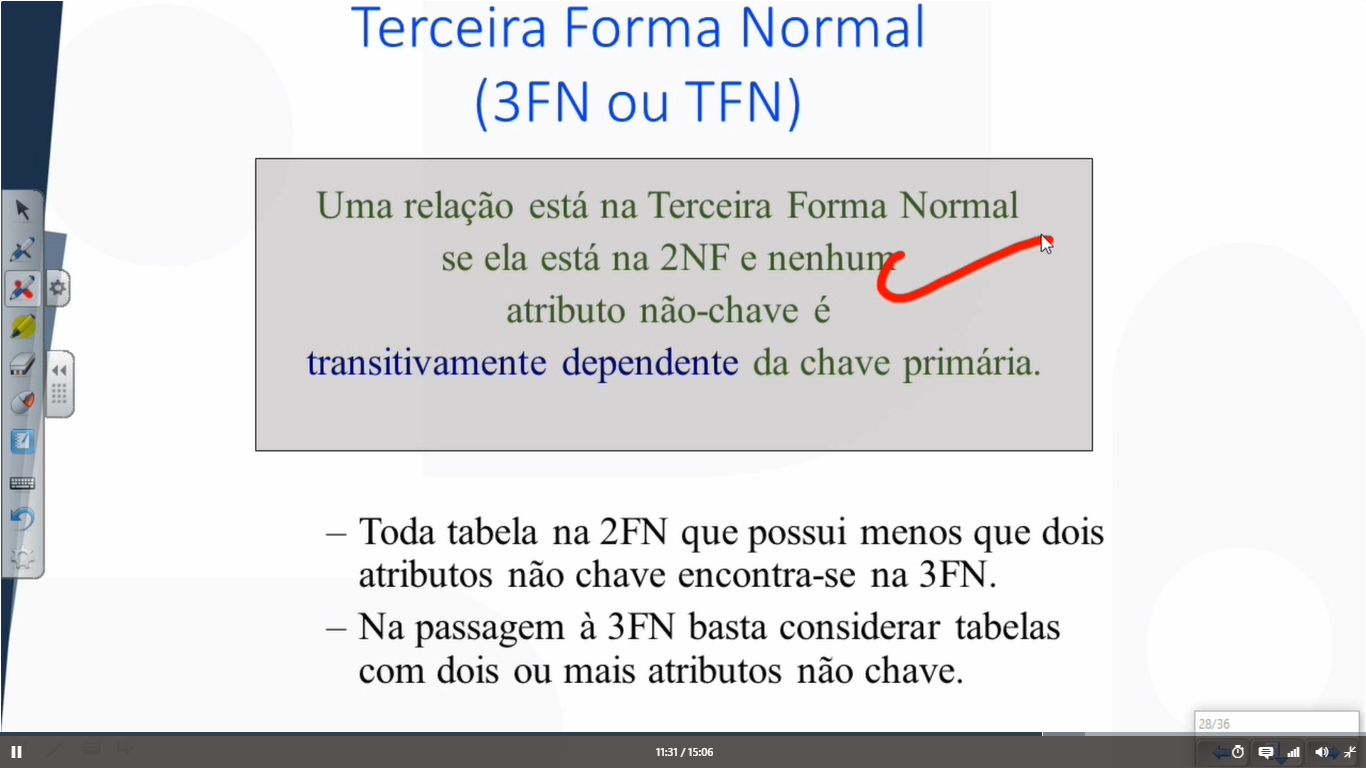 Terceira Forma Normal
(3FN ou TFN)
Uma relação está na Terceira Forma Normal
se ela está na 2NF e nenhum
atributo não-chave é
transitivamente dependente da chave primária.
– Toda tabela na 2FN que possui menos que dois
atributos não chave encontra-se na 3FN.
– Na passagem à 3FN basta considerar tabelas
com dois ou mais atributos não chave.
28/36
11:31 / 15:06